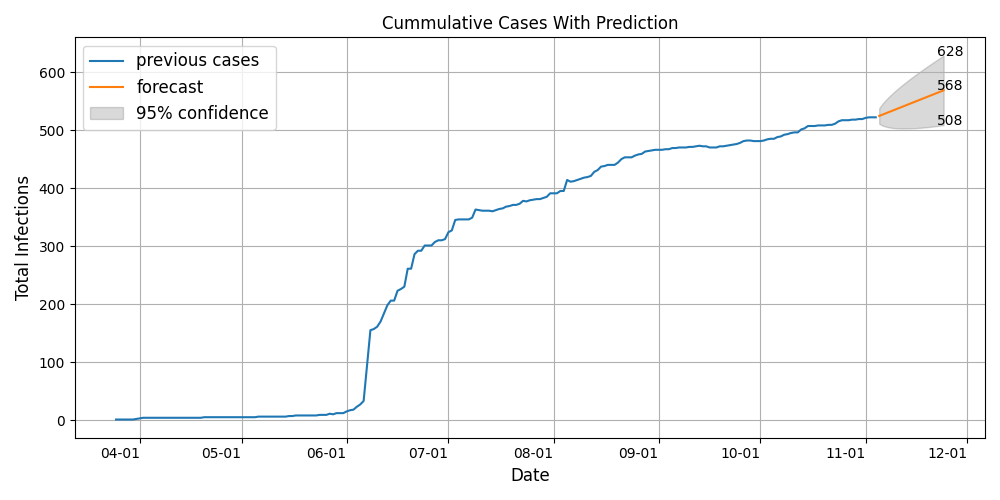 Cummulative Cases With Prediction
previous cases
forecast
95% confidence
628
568
508
600
500
400
300
200
100
0
Total Infections
04-01 05-01 06-01 07-01 08-01 09-01 10-01 11-01 12-01
Date